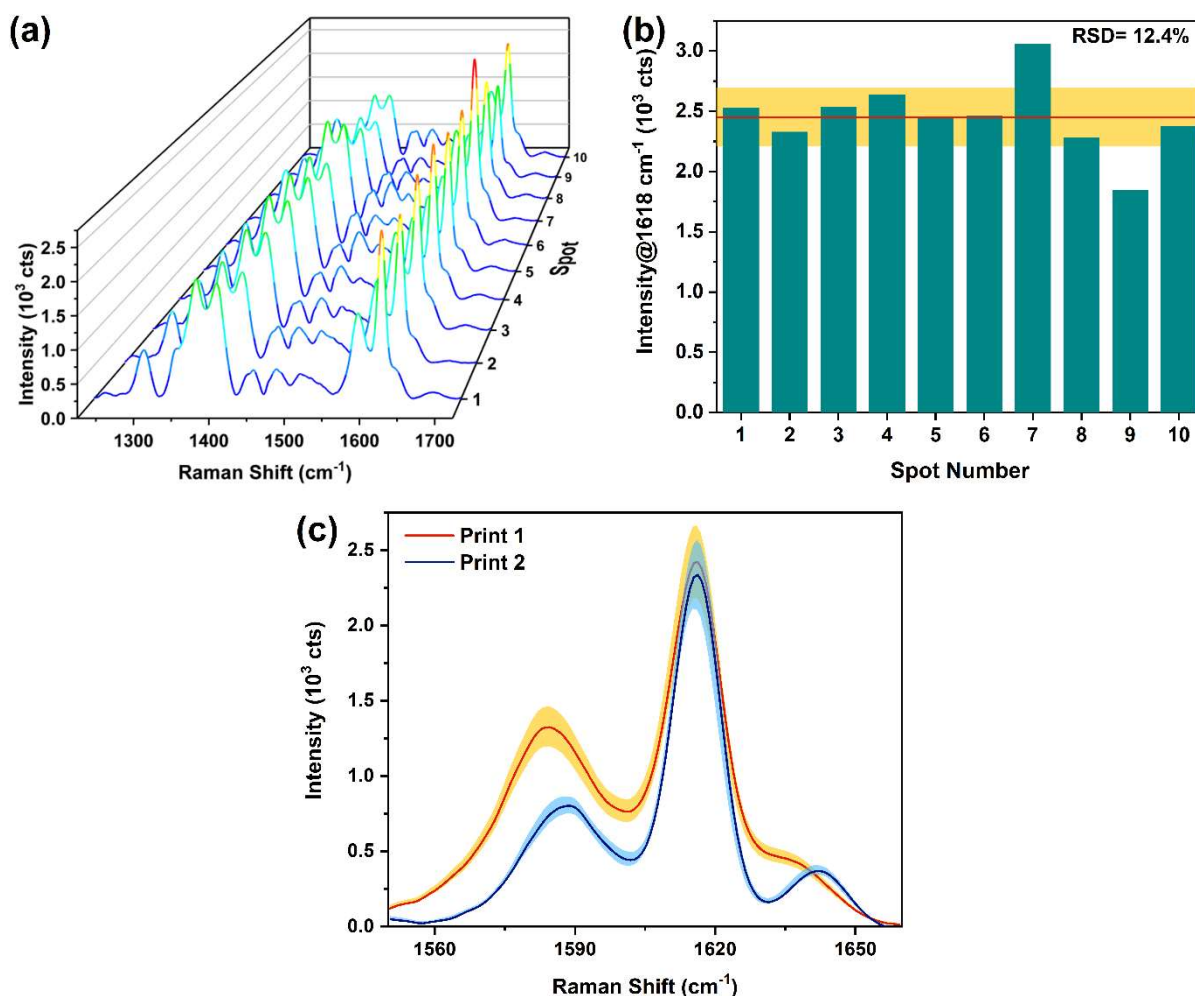 (a)
Intensity (10³ cts)
2.5
2.0
1.5
1.0
0.5
0.0
1300 1400 1500 1600 1700
Raman Shift (cm⁻¹)
1
2
3
4
5
6
7
8
9
10
Spot
(b)
RSD= 12.4%
Intensity@1618 cm⁻¹ (10³ cts)
3.0
2.5
2.0
1.5
1.0
0.5
0.0
1 2 3 4 5 6 7 8 9 10
Spot Number
(c)
Print 1
Print 2
Intensity (10³ cts)
2.5
2.0
1.5
1.0
0.5
0.0
1560 1590 1620 1650
Raman Shift (cm⁻¹)